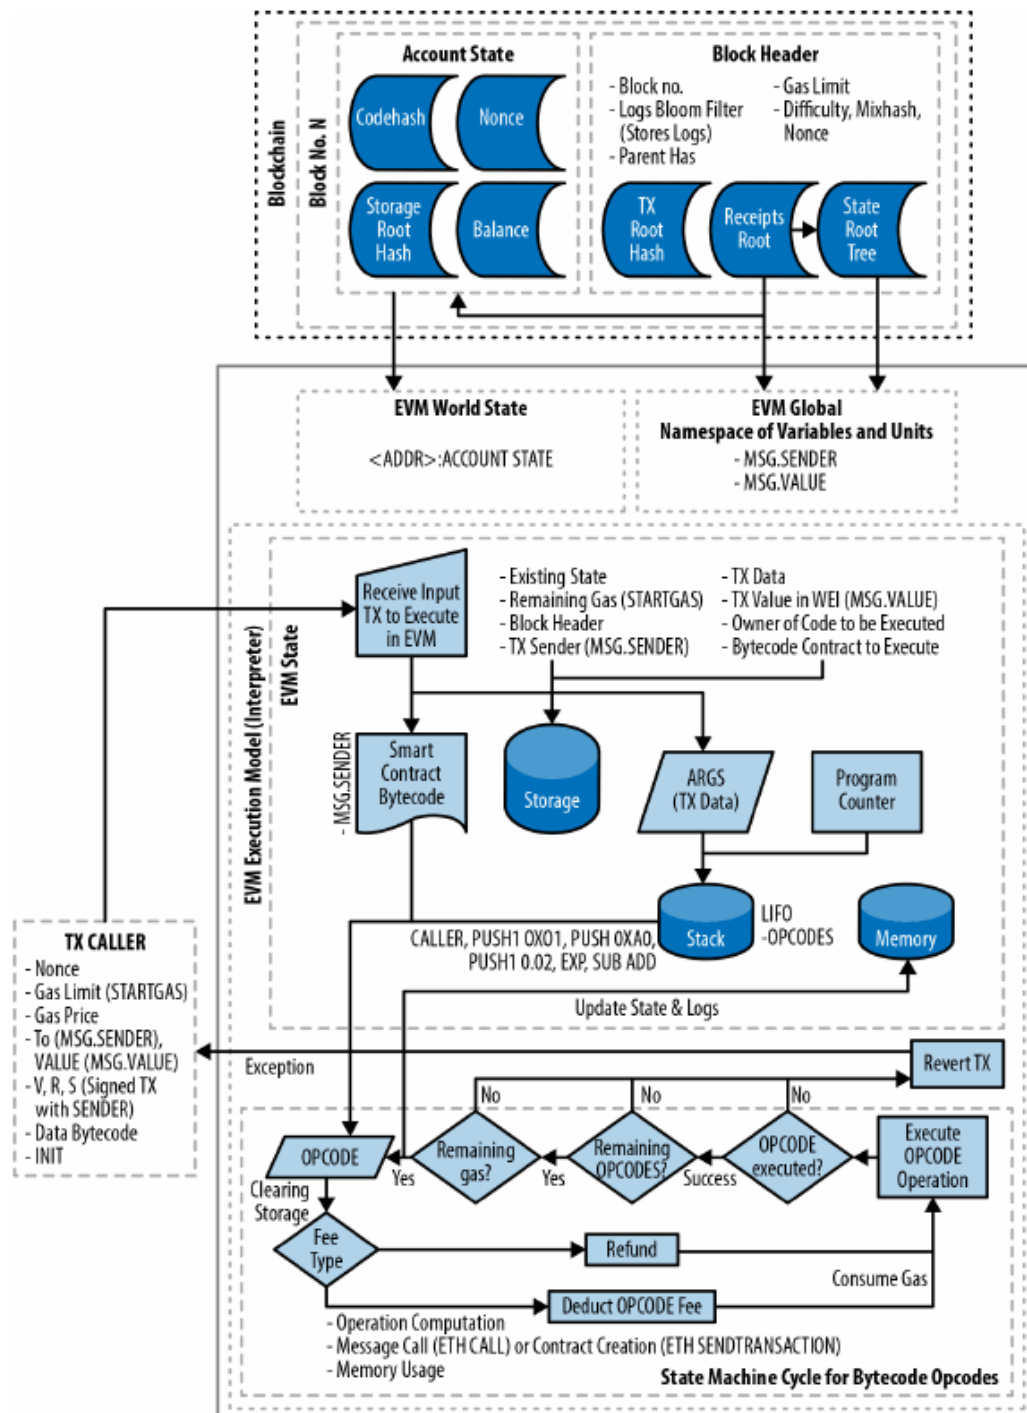 Blockchain
Block No. N
Account State
Codehash
Nonce
Storage
Root
Hash
Balance
Block Header
- Block no.
- Logs Bloom Filter
(Stores Logs)
- Parent Has
- Gas Limit
- Difficulty, Mixhash,
Nonce
TX
Root
Hash
Receipts
Root
State
Root
Tree
EVM World State
<ADDR>:ACCOUNT STATE
EVM Global
Namespace of Variables and Units
- MSG.SENDER
- MSG.VALUE
EVM Execution Model (Interpreter)
EVM State
Receive Input
TX to Execute
in EVM
- Existing State
- Remaining Gas (STARTGAS)
- Block Header
- TX Sender (MSG.SENDER)
- TX Data
- TX Value in WEI (MSG.VALUE)
- Owner of Code to be Executed
- Bytecode Contract to Execute
- MSG.SENDER
Smart
Contract
Bytecode
Storage
ARGS
(TX Data)
Program
Counter
Stack
LIFO
-OPCODES
Memory
CALLER, PUSH1 0X01, PUSH 0XA0,
PUSH1 0.02, EXP, SUB ADD
Update State & Logs
TX CALLER
- Nonce
- Gas Limit (STARTGAS)
- Gas Price
- To (MSG.SENDER),
VALUE (MSG.VALUE)
- V, R, S (Signed TX
with SENDER)
- Data Bytecode
- INIT
Exception
Revert TX
No
No
No
OPCODE
Yes
Remaining
gas?
Yes
Remaining
OPCODES?
Success
OPCODE
executed?
Execute
OPCODE
Operation
Clearing
Storage
Fee
Type
Refund
Consume Gas
Deduct OPCODE Fee
- Operation Computation
- Message Call (ETH CALL) or Contract Creation (ETH SENDTRANSACTION)
- Memory Usage
State Machine Cycle for Bytecode Opcodes